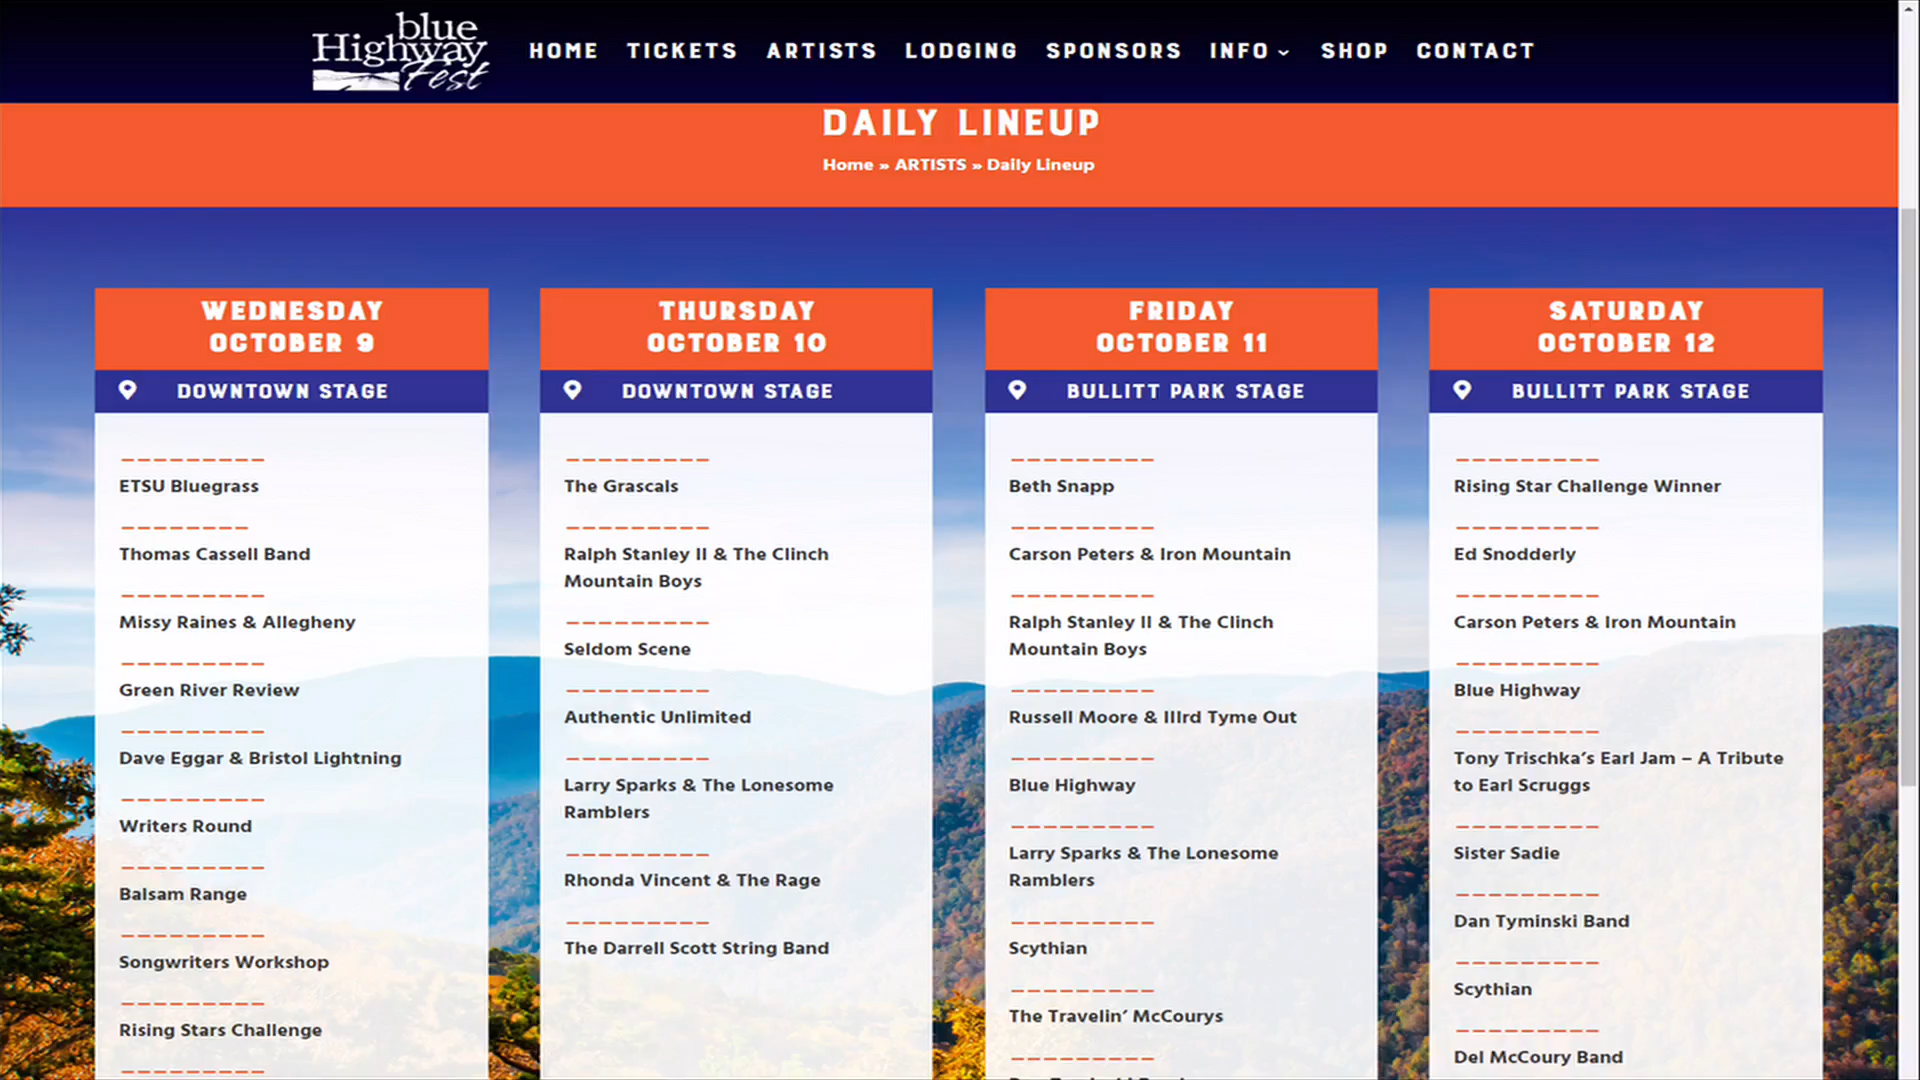 blue
Highway
Fest
HOME TICKETS ARTISTS LODGING SPONSORS INFO SHOP CONTACT
DAILY LINEUP
Home » ARTISTS » Daily Lineup
WEDNESDAY
OCTOBER 9
DOWNTOWN STAGE
ETSU Bluegrass
Thomas Cassell Band
Missy Raines & Allegheny
Green River Review
Dave Eggar & Bristol Lightning
Writers Round
Balsam Range
Songwriters Workshop
Rising Stars Challenge
THURSDAY
OCTOBER 10
DOWNTOWN STAGE
The Grascals
Ralph Stanley II & The Clinch
Mountain Boys
Seldom Scene
Authentic Unlimited
Larry Sparks & The Lonesome
Ramblers
Rhonda Vincent & The Rage
The Darrell Scott String Band
FRIDAY
OCTOBER 11
BULLITT PARK STAGE
Beth Snapp
Carson Peters & Iron Mountain
Ralph Stanley II & The Clinch
Mountain Boys
Russell Moore & IIIrd Tyme Out
Blue Highway
Larry Sparks & The Lonesome
Ramblers
Scythian
The Travelin’ McCourys
SATURDAY
OCTOBER 12
BULLITT PARK STAGE
Rising Star Challenge Winner
Ed Snodderly
Carson Peters & Iron Mountain
Blue Highway
Tony Trischka’s Earl Jam – A Tribute
to Earl Scruggs
Sister Sadie
Dan Tyminski Band
Scythian
Del McCoury Band